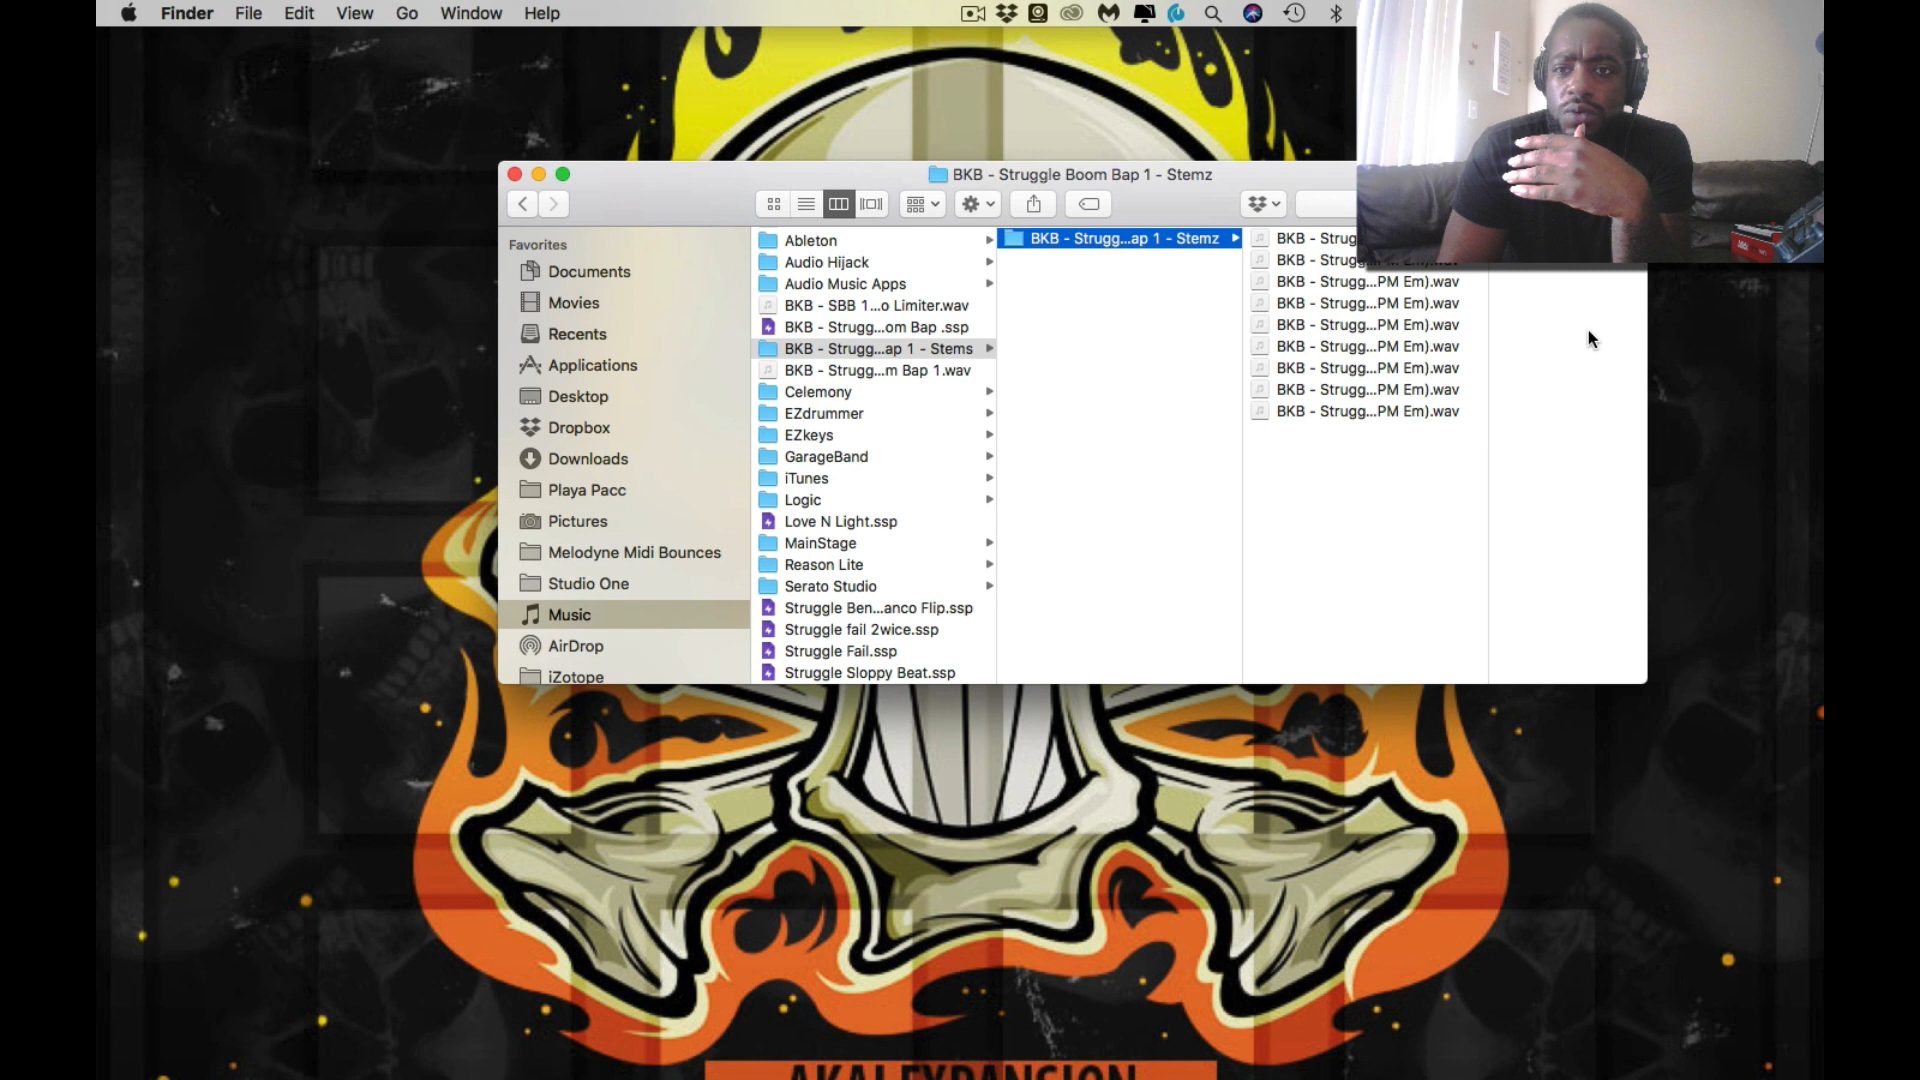 Finder File Edit View Go Window Help
BKB - Struggle Boom Bap 1 - Stemz
Favorites
Documents
Movies
Recents
Applications
Desktop
Dropbox
Downloads
Playa Pacc
Pictures
Melodyne Midi Bounces
Studio One
Music
AirDrop
iZotope
Ableton
Audio Hijack
Audio Music Apps
BKB - SBB 1...o Limiter.wav
BKB - Strugg...om Bap .ssp
BKB - Strugg...ap 1 - Stems
BKB - Strugg...m Bap 1.wav
Celemony
EZdrummer
EZkeys
GarageBand
iTunes
Logic
Love N Light.ssp
MainStage
Reason Lite
Serato Studio
Struggle Ben...anco Flip.ssp
Struggle fail 2wice.ssp
Struggle Fail.ssp
Struggle Sloppy Beat.ssp
BKB - Strugg...ap 1 - Stemz
BKB - Strug
BKB - Strugg...PM Em).wav
BKB - Strugg...PM Em).wav
BKB - Strugg...PM Em).wav
BKB - Strugg...PM Em).wav
BKB - Strugg...PM Em).wav
BKB - Strugg...PM Em).wav
BKB - Strugg...PM Em).wav
BKB - Strugg...PM Em).wav
AKAI EXPANSION